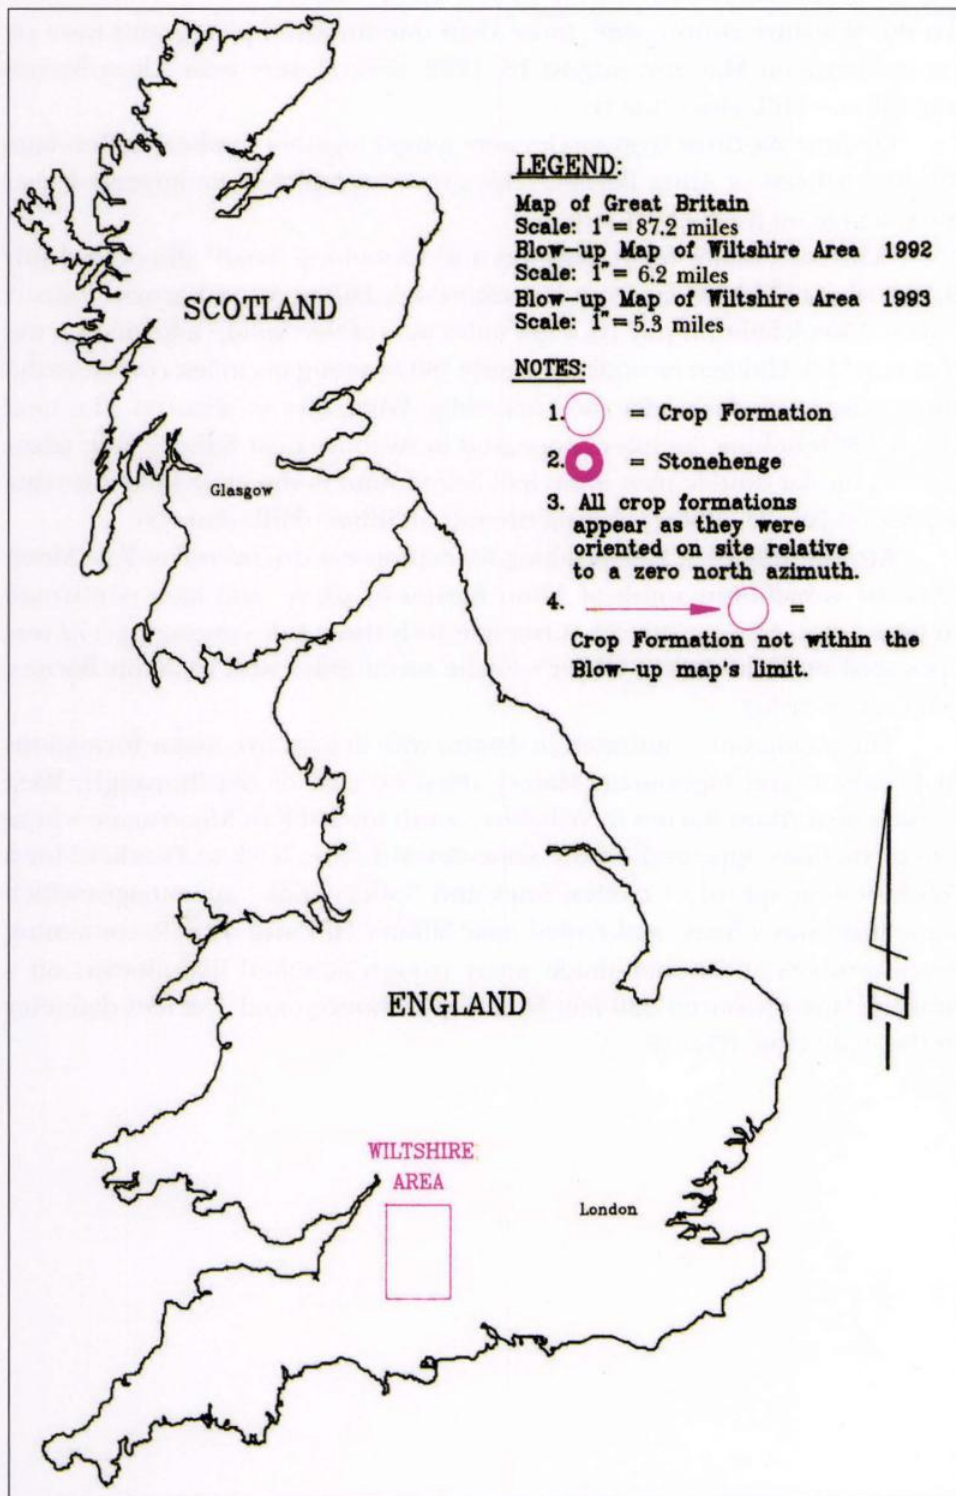 LEGEND:
Map of Great Britain
Scale: 1"= 87.2 miles
Blow-up Map of Wiltshire Area 1992
Scale: 1"= 6.2 miles
Blow-up Map of Wiltshire Area 1993
Scale: 1"= 5.3 miles
NOTES:
1. = Crop Formation
2. = Stonehenge
3. All crop formations
appear as they were
oriented on site relative
to a zero north azimuth.
4. =
Crop Formation not within the
Blow-up map's limit.
SCOTLAND
Glasgow
N
ENGLAND
WILTSHIRE
AREA
London